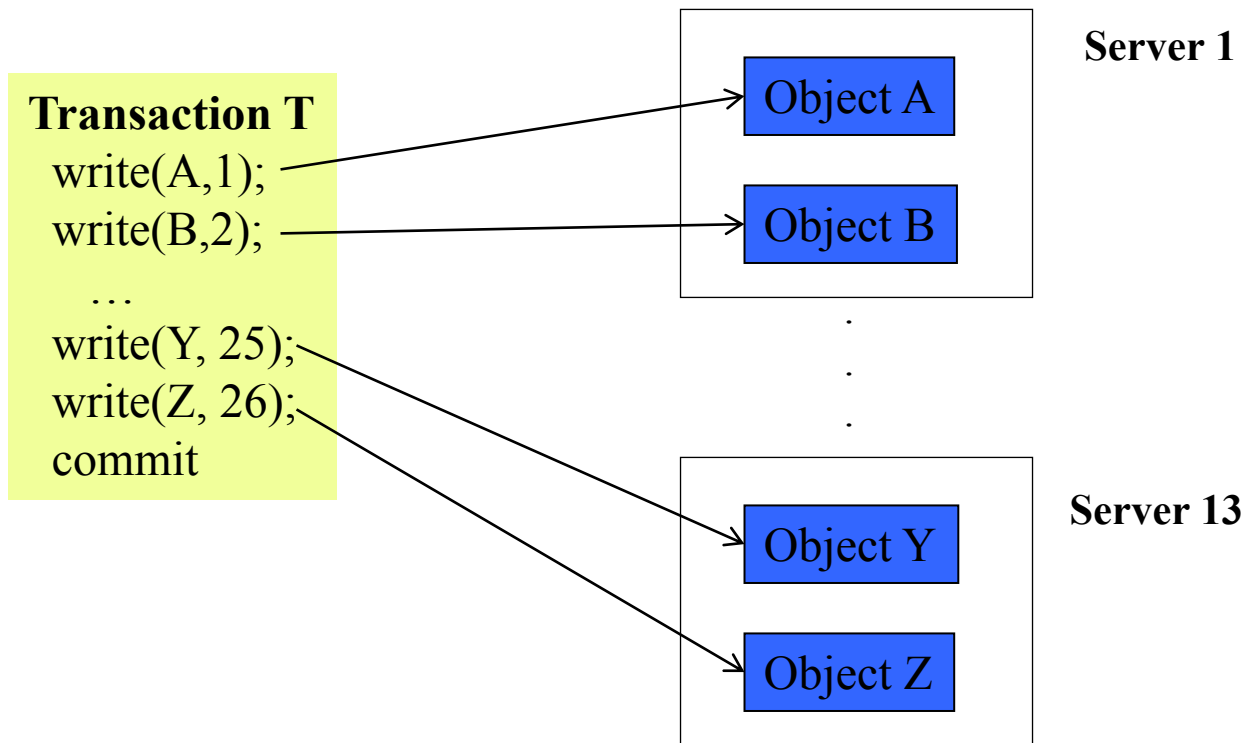 Transaction T
write(A,1);
write(B,2);
…
write(Y, 25);
write(Z, 26);
commit
Server 1
Object A
Object B
.
.
.
Server 13
Object Y
Object Z